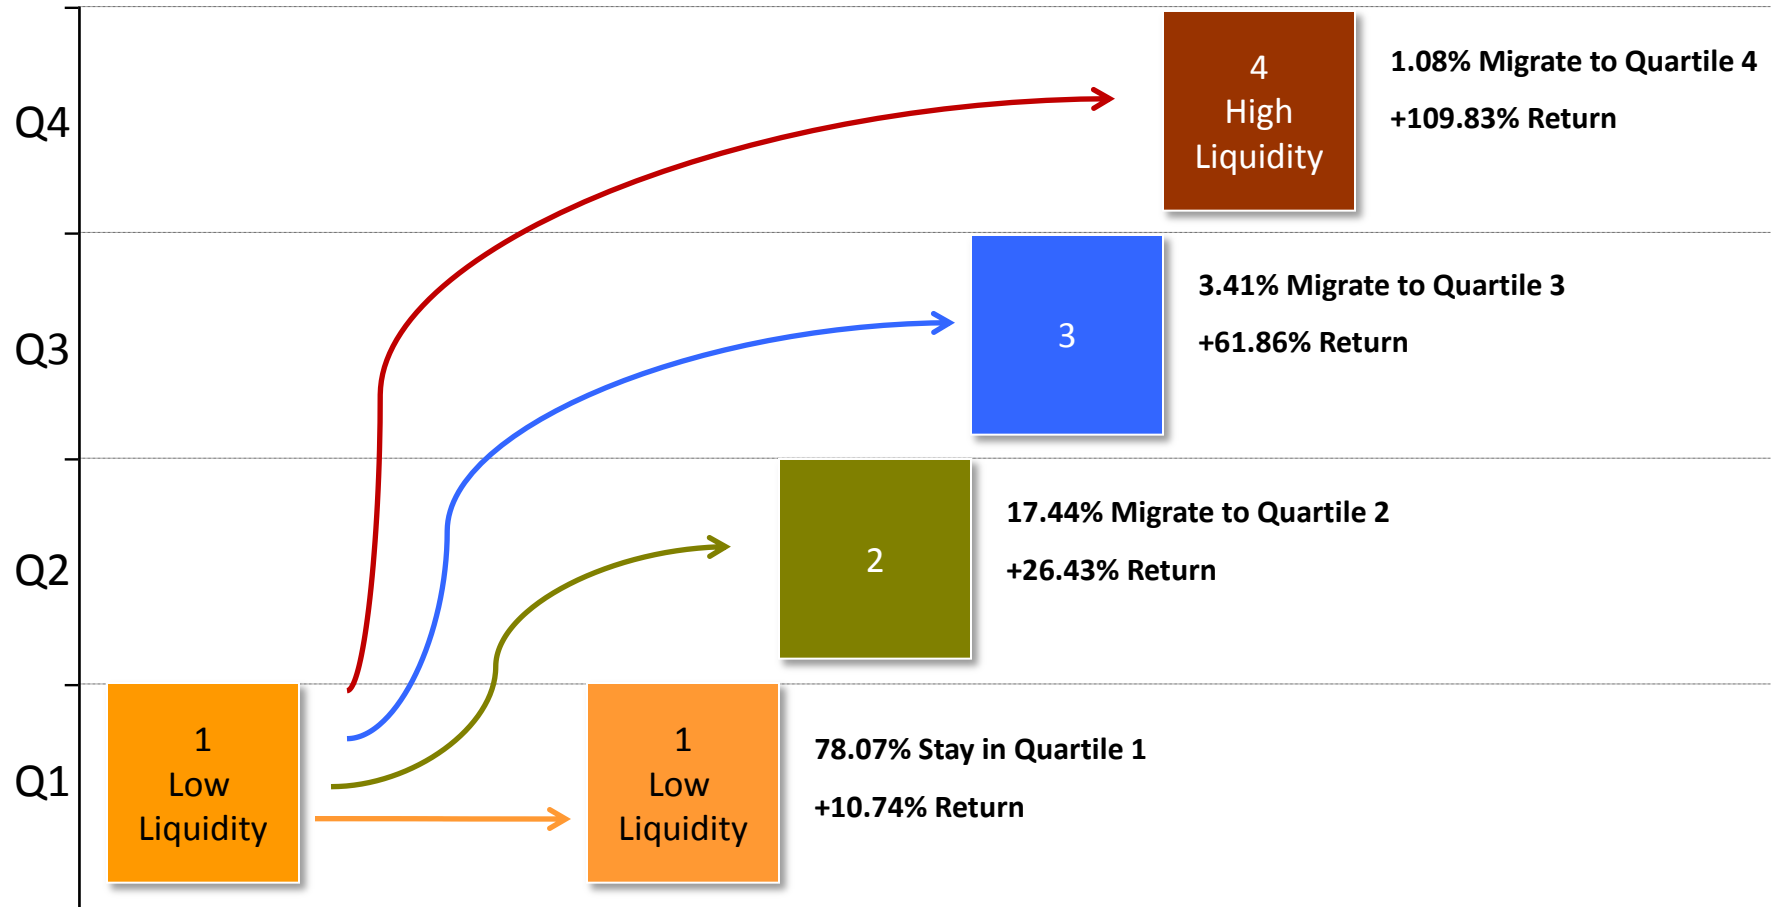 Q4
4
High
Liquidity
1.08% Migrate to Quartile 4
+109.83% Return
Q3
3
3.41% Migrate to Quartile 3
+61.86% Return
Q2
2
17.44% Migrate to Quartile 2
+26.43% Return
Q1
1
Low
Liquidity
1
Low
Liquidity
78.07% Stay in Quartile 1
+10.74% Return